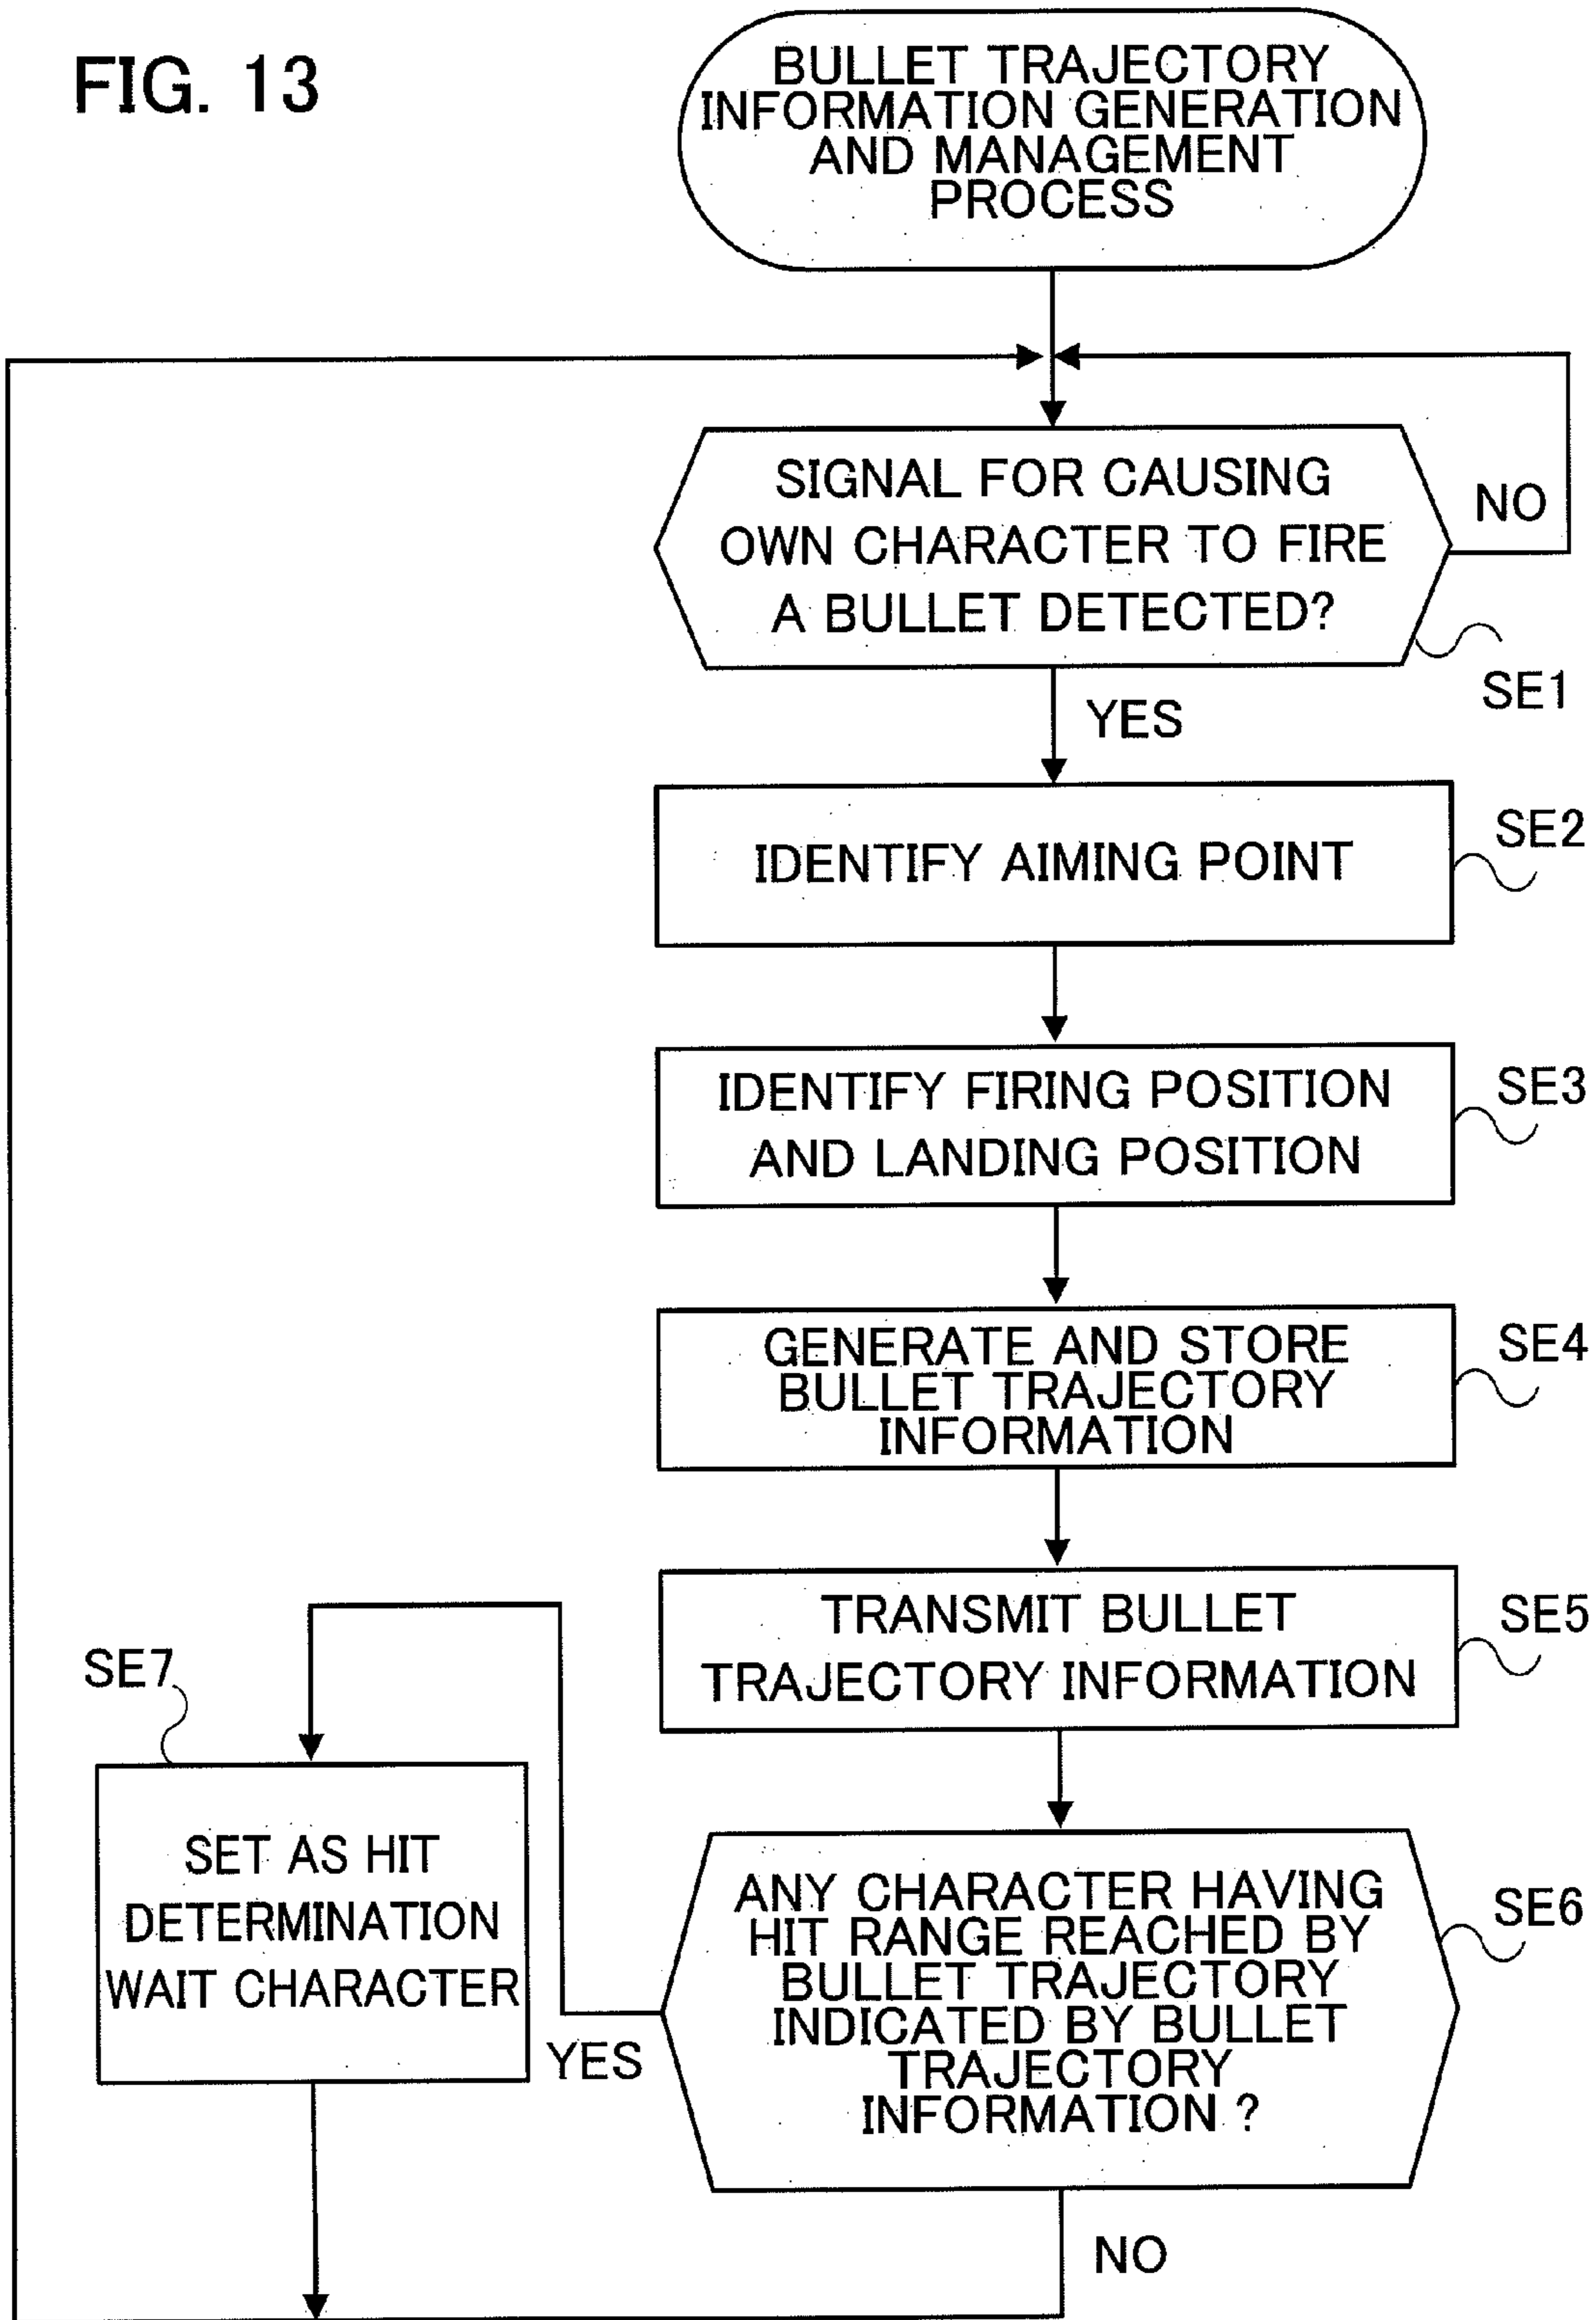 FIG. 13
BULLET TRAJECTORY
INFORMATION GENERATION
AND MANAGEMENT
PROCESS
SIGNAL FOR CAUSING
OWN CHARACTER TO FIRE
A BULLET DETECTED?
NO
SE1
YES
IDENTIFY AIMING POINT
SE2
IDENTIFY FIRING POSITION
AND LANDING POSITION
SE3
GENERATE AND STORE
BULLET TRAJECTORY
INFORMATION
SE4
TRANSMIT BULLET
TRAJECTORY INFORMATION
SE5
SE7
SET AS HIT
DETERMINATION
WAIT CHARACTER
ANY CHARACTER HAVING
HIT RANGE REACHED BY
BULLET TRAJECTORY
INDICATED BY BULLET
TRAJECTORY
INFORMATION ?
SE6
YES
NO